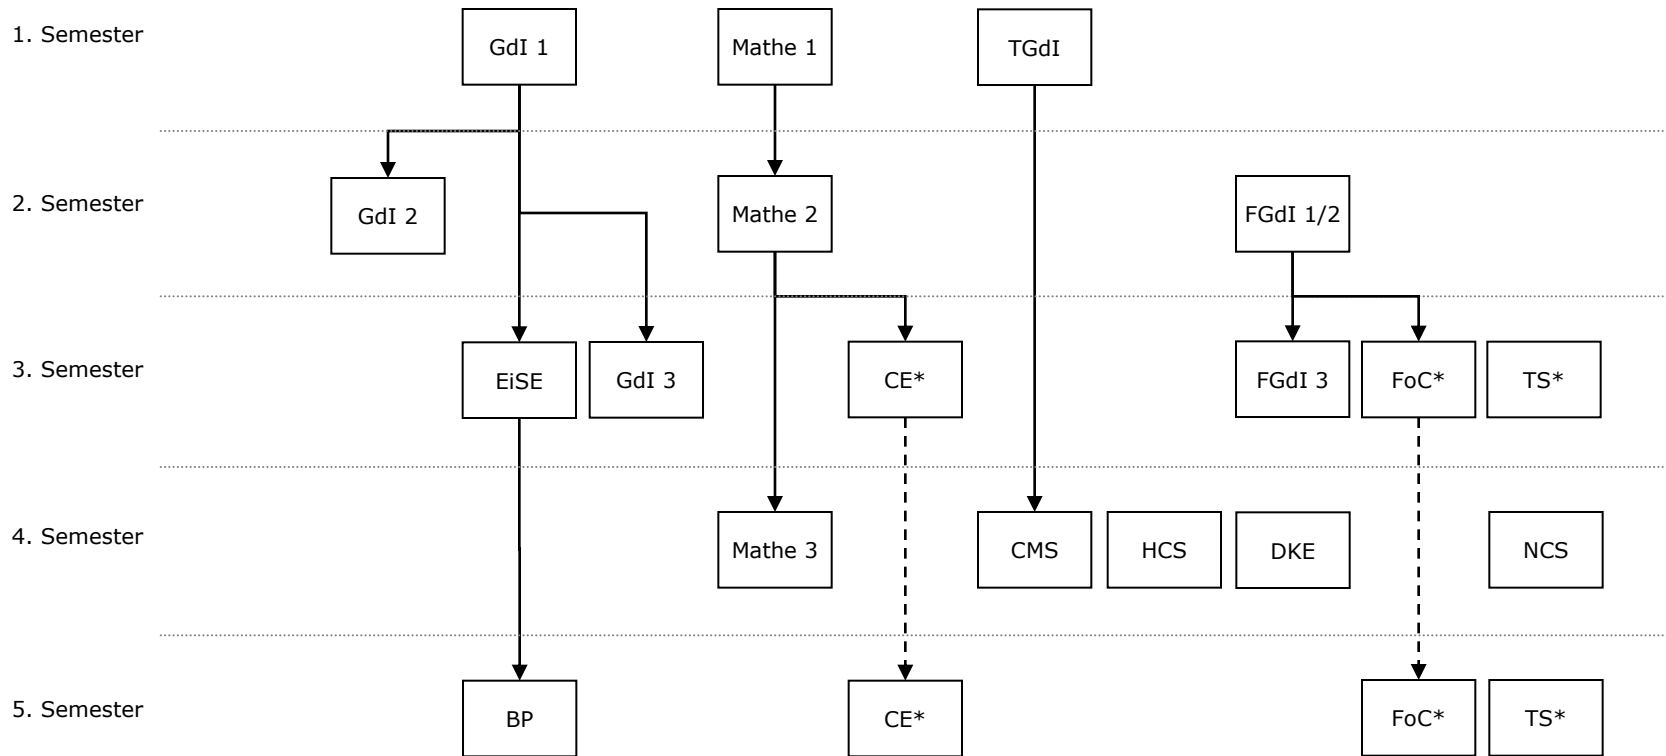 1. Semester
GdI 1
Mathe 1
TGdI
2. Semester
GdI 2
Mathe 2
FGdI 1/2
3. Semester
EiSE
GdI 3
CE*
FGdI 3
FoC*
TS*
4. Semester
Mathe 3
CMS
HCS
DKE
NCS
5. Semester
BP
CE*
FoC*
TS*